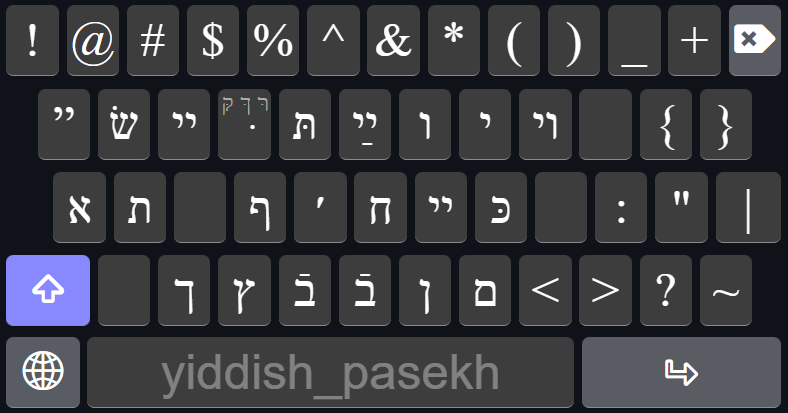 ! @ # $ % ^ & * ( ) _ +
” שׂ ײ רּ דּ קּ תּ ײַ ו י וי { }
א ת ף ׳ ח ײ כּ : " |
ך ץ בֿ בֿ ן ם < > ? ~
yiddish_pasekh